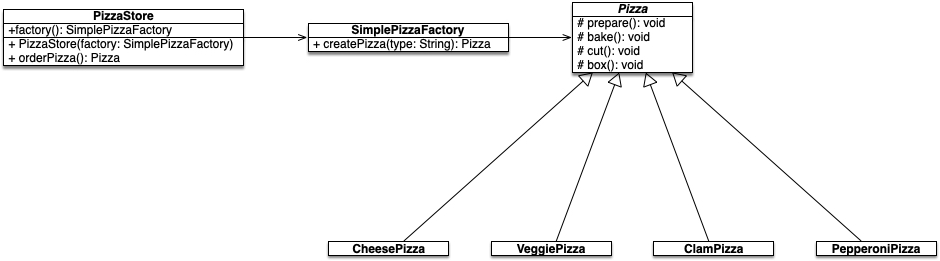 PizzaStore
+factory(): SimplePizzaFactory
+ PizzaStore(factory: SimplePizzaFactory)
+ orderPizza(): Pizza
SimplePizzaFactory
+ createPizza(type: String): Pizza
Pizza
# prepare(): void
# bake(): void
# cut(): void
# box(): void
CheesePizza
VeggiePizza
ClamPizza
PepperoniPizza